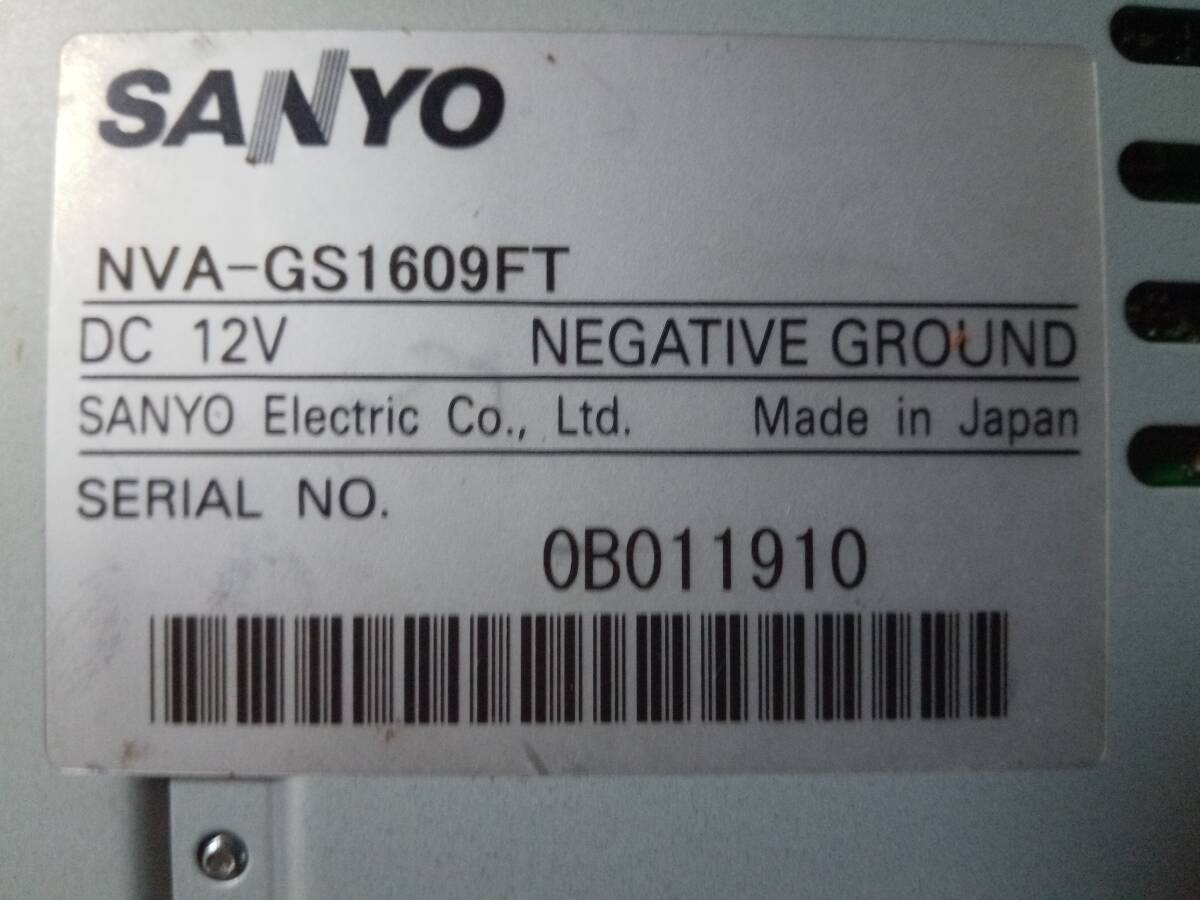 SANYO
NVA-GS1609FT
DC 12V NEGATIVE GROUND
SANYO Electric Co., Ltd. Made in Japan
SERIAL NO.
0B011910